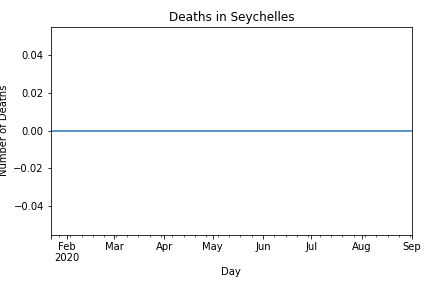 Deaths in Seychelles
Number of Deaths
0.04
0.02
0.00
−0.02
−0.04
Feb Mar Apr May Jun Jul Aug Sep
2020
Day